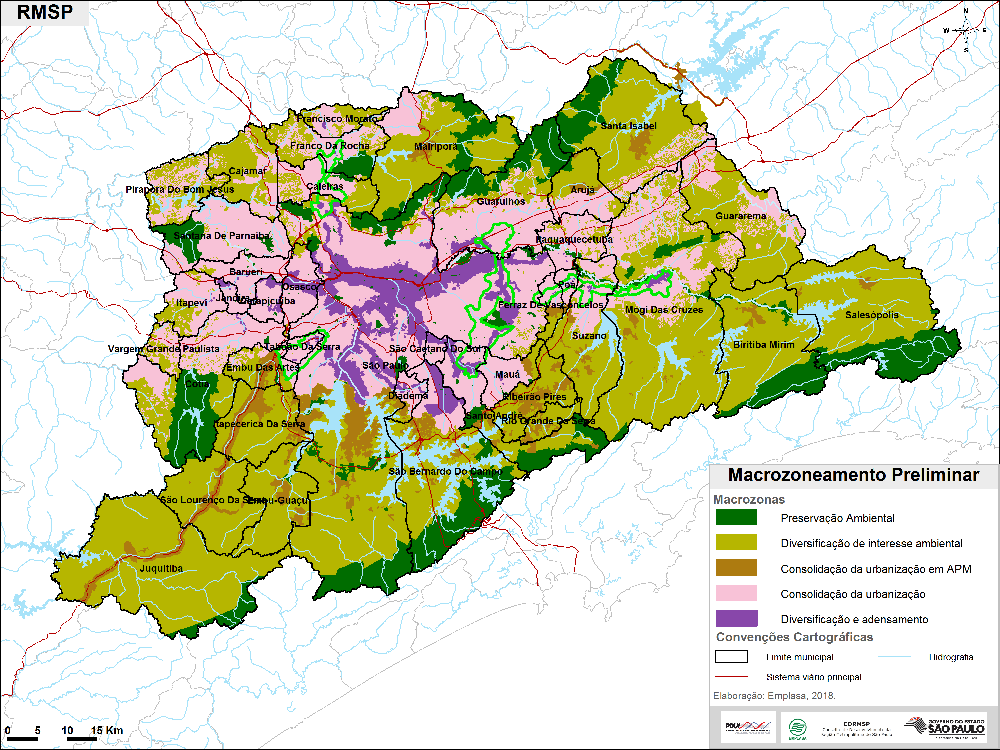 RMSP
N
W
E
S
Francisco Morato
Santa Isabel
Franco Da Rocha
Mairiporã
Cajamar
Caieiras
Pirapora Do Bom Jesus
Arujá
Guarulhos
Guararema
Santana De Parnaíba
Itaquaquecetuba
Barueri
Osasco
Poá
Jandira
Carapicuíba
Itapevi
Ferraz De Vasconcelos
Mogi Das Cruzes
Salesópolis
Suzano
Biritiba Mirim
Vargem Grande Paulista
Taboão Da Serra
São Caetano Do Sul
Embu Das Artes
São Paulo
Mauá
Cotia
Diadema
Ribeirão Pires
Santo André
Rio Grande Da Serra
Itapecerica Da Serra
São Bernardo Do Campo
São Lourenço Da Serra
Embu-Guaçu
Juquitiba
Macrozoneamento Preliminar
Macrozonas
Preservação Ambiental
Diversificação de interesse ambiental
Consolidação da urbanização em APM
Consolidação da urbanização
Diversificação e adensamento
Convenções Cartográficas
Limite municipal
Hidrografia
Sistema viário principal
Elaboração: Emplasa, 2018.
0 5 10 15 Km
PDUI
EMPLASA
CDRMSP
Conselho de Desenvolvimento da
Região Metropolitana de São Paulo
GOVERNO DO ESTADO
SÃO PAULO
Secretaria da Casa Civil